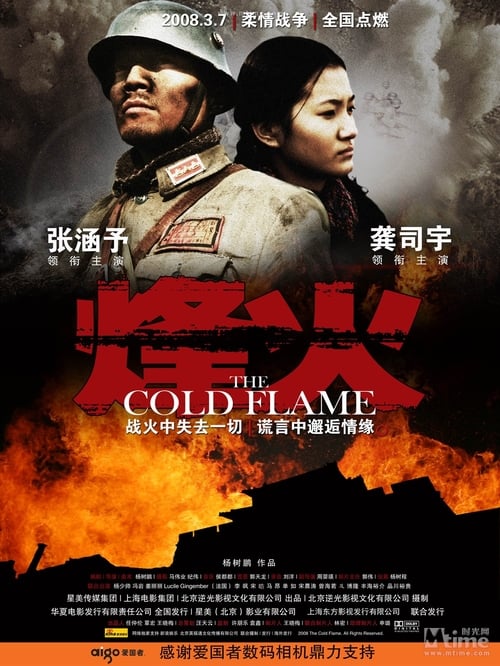 2008.3.7 柔情战争 全国点燃
张涵予
领衔主演
龚司宇
领衔主演
烽火
THE
COLD FLAME
战火中失去一切 谎言中邂逅情缘
杨树鹏 作品
星美传媒集团 | 上海电影集团 | 北京逆光影视文化有限公司 出品 | 北京逆光影视文化有限公司 摄制
华夏电影发行有限责任公司 全国发行 | 星美(北京)影业有限公司 上海东方影视发行有限公司 联合发行
aigo 爱国者. 感谢爱国者数码相机鼎力支持
Mtime 时光网
www.mtime.com